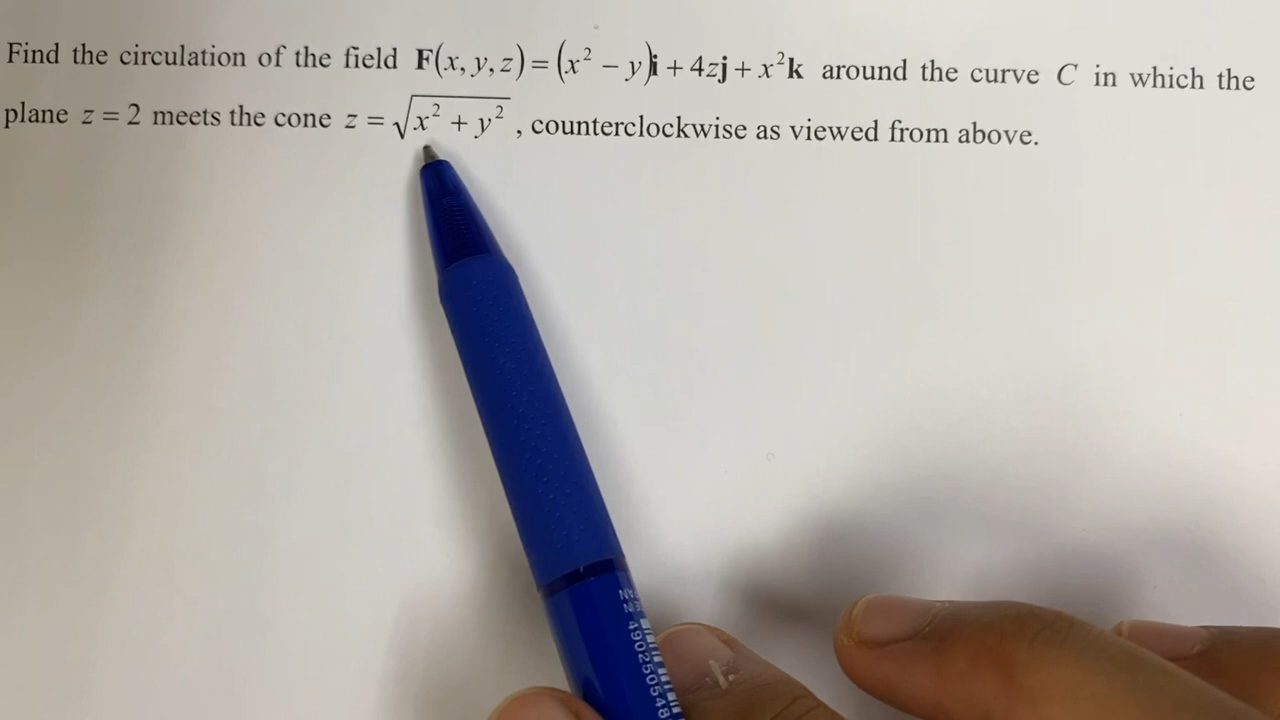 Find the circulation of the field F(x, y, z) = (x² − y)i + 4zj + x²k around the curve C in which the
plane z = 2 meets the cone z = √(x² + y²) , counterclockwise as viewed from above.
490250548